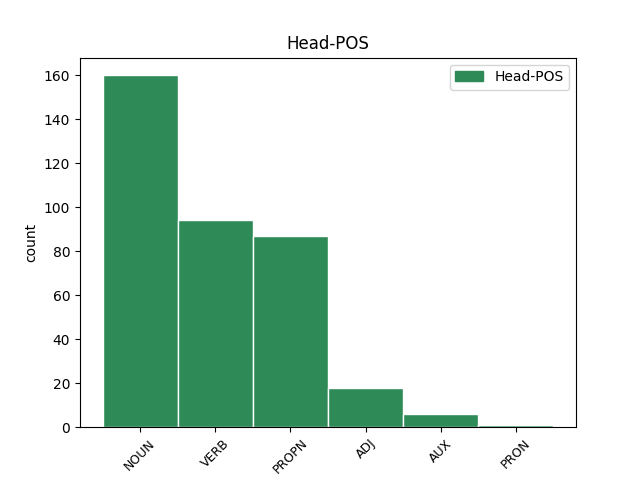 Head-POS
Head-POS
count
160
140
120
100
80
60
40
20
0
NOUN
VERB
PROPN
ADJ
AUX
PRON